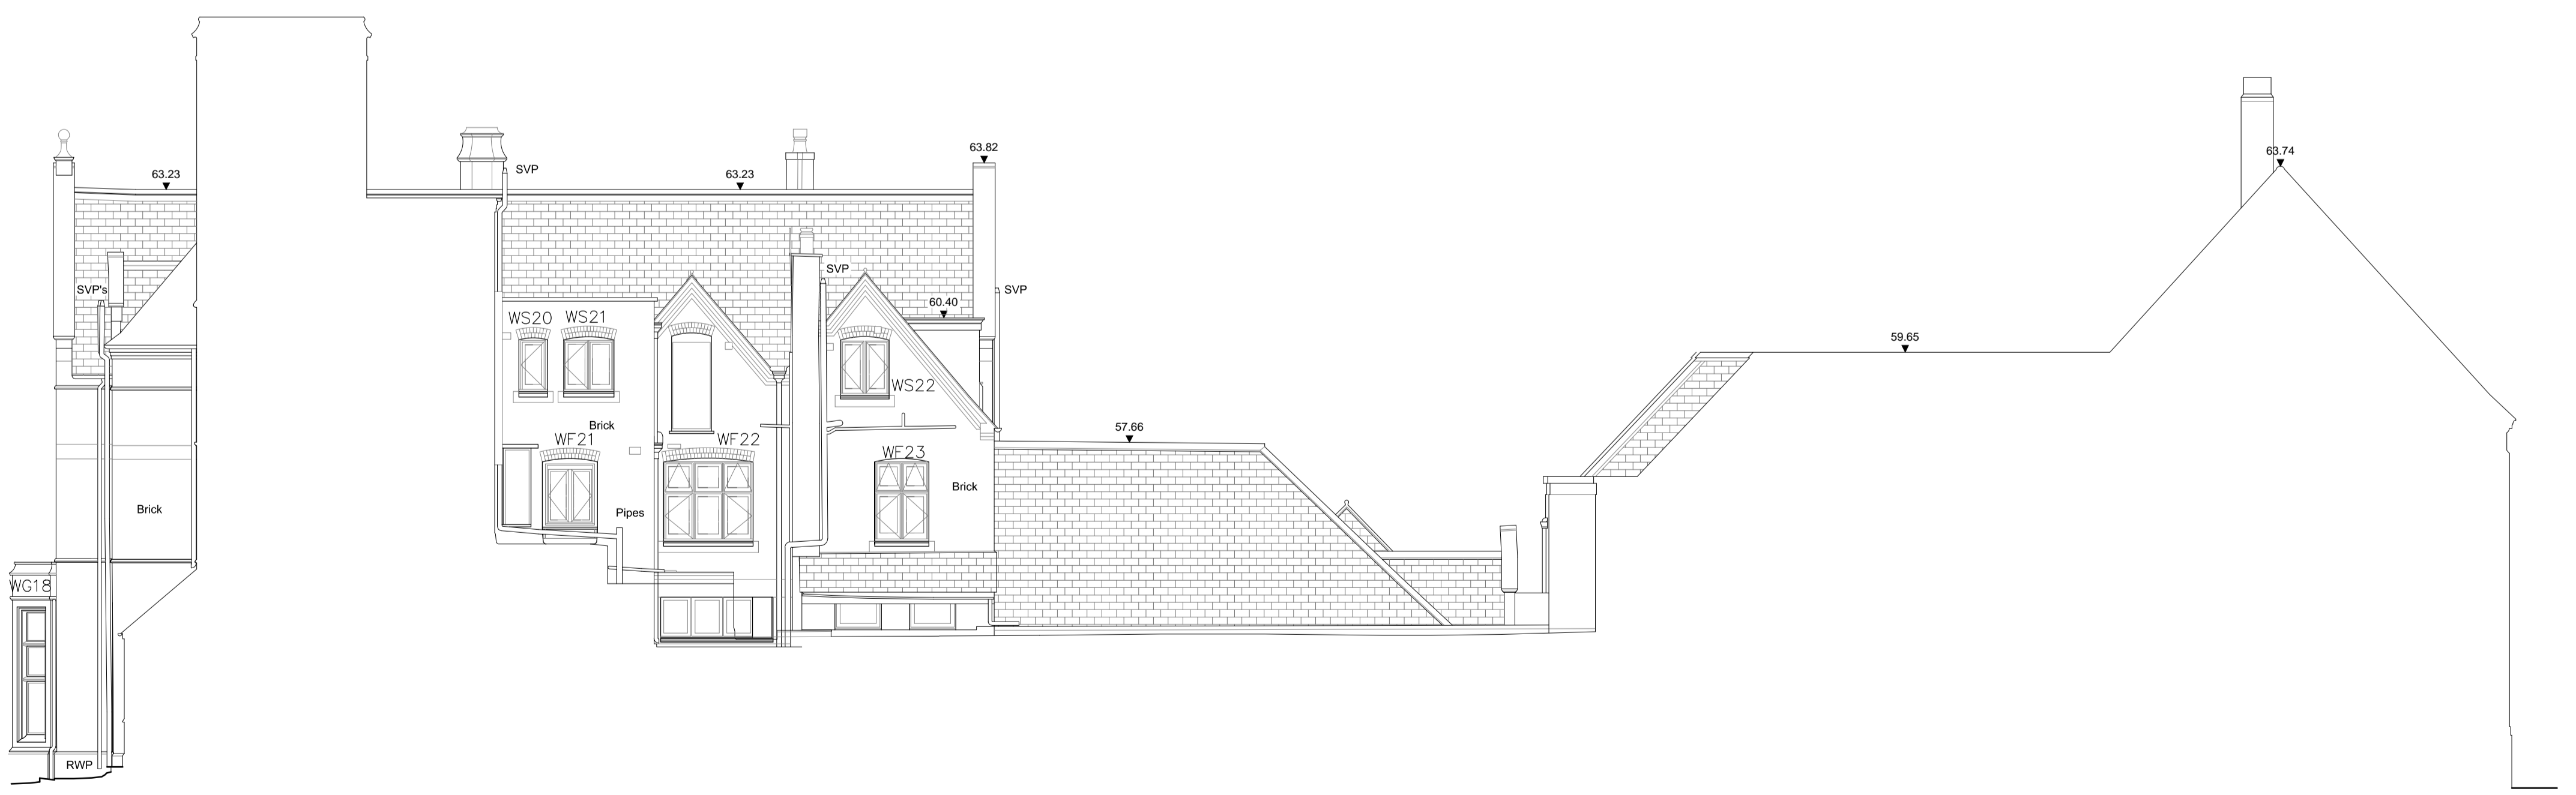 63.82
63.74
SVP
63.23
63.23
SVP
SVP's
SVP
60.40
WS20
WS21
59.65
WS22
Brick
57.66
WF21
WF22
WF23
Brick
Brick
Pipes
WG18
RWP